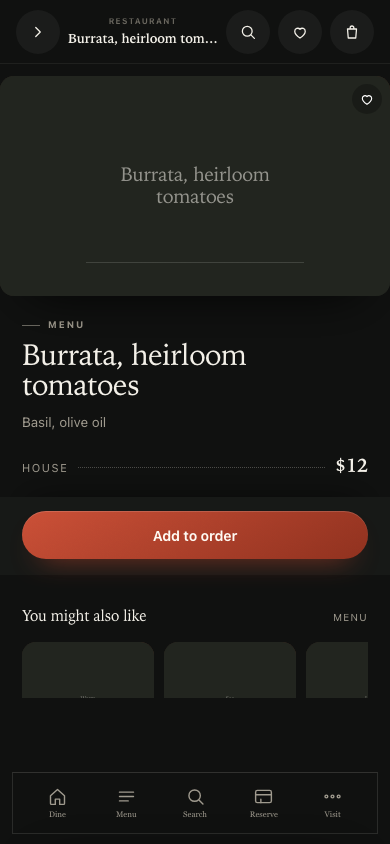 RESTAURANT
Burrata, heirloom tom…
Burrata, heirloom
tomatoes
MENU
Burrata, heirloom
tomatoes
Basil, olive oil
HOUSE $12
Add to order
You might also like MENU
Dine Menu Search Reserve Visit